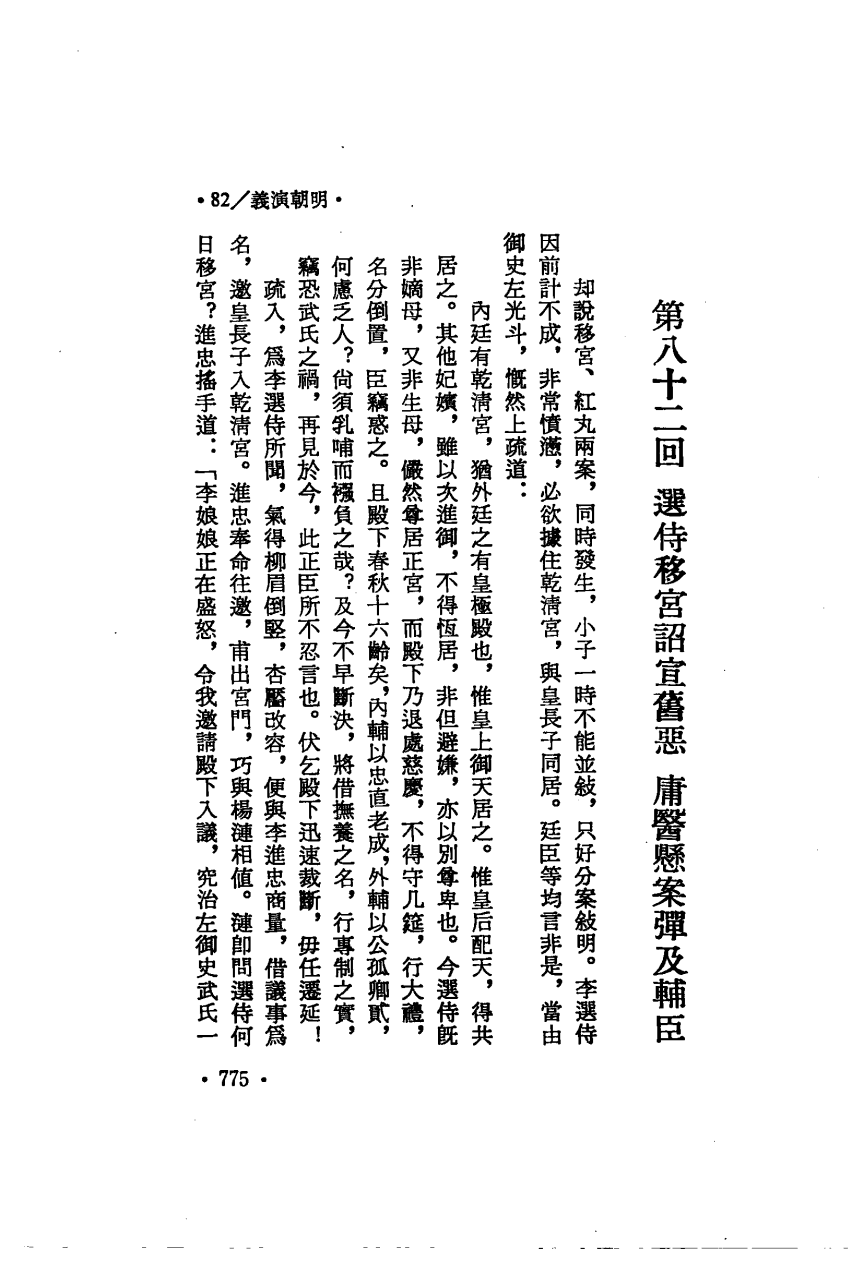 ·82/義演朝明·
第八十二回 選侍移宮詔宣舊惡 庸醫懸案彈及輔臣
却說移宮、紅丸兩案，同時發生，小子一時不能並敍，只好分案敍明。李選侍
因前計不成，非常憤懣，必欲據住乾清宮，與皇長子同居。廷臣等均言非是，當由
御史左光斗，慨然上疏道：
內廷有乾清宮，猶外廷之有皇極殿也，惟皇上御天居之。惟皇后配天，得共
居之。其他妃嬪，雖以次進御，不得恆居，非但避嫌，亦以別尊卑也。今選侍旣
非嫡母，又非生母，儼然尊居正宮，而殿下乃退處慈慶，不得守几筵，行大禮，
名分倒置，臣竊惑之。且殿下春秋十六齡矣，內輔以忠直老成，外輔以公孤卿貳，
何慮乏人？尙須乳哺而襁負之哉？及今不早斷決，將借撫養之名，行專制之實，
竊恐武氏之禍，再見於今，此正臣所不忍言也。伏乞殿下迅速裁斷，毋任遷延！
疏入，爲李選侍所聞，氣得柳眉倒竪，杏靨改容，便與李進忠商量，借議事爲
名，邀皇長子入乾清宮。進忠奉命往邀，甫出宮門，巧與楊漣相値。漣卽問選侍何
日移宮？進忠搖手道：「李娘娘正在盛怒，令我邀請殿下入議，究治左御史武氏一
·775·